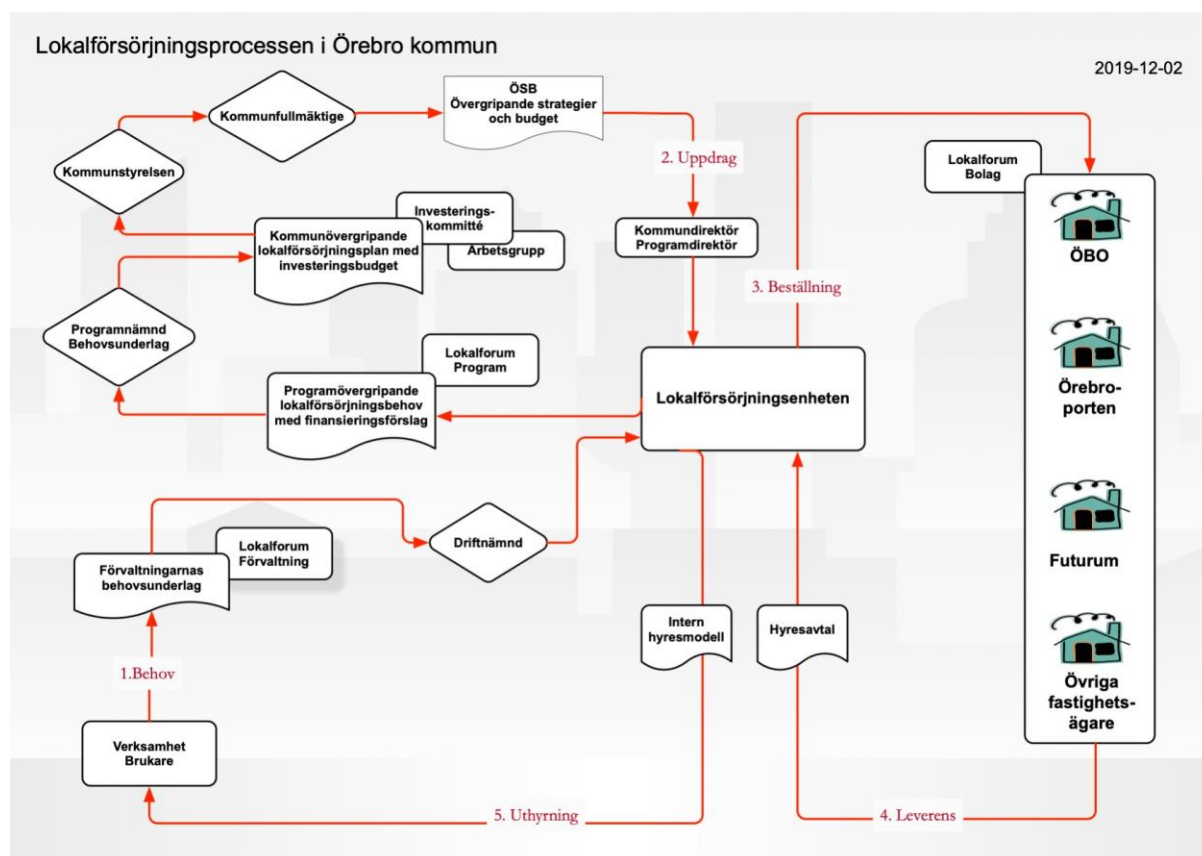 Lokalförsörjningsprocessen i Örebro kommun
2019-12-02
Kommunfullmäktige
ÖSB
Övergripande strategier
och budget
Kommunstyrelsen
2. Uppdrag
Lokalforum
Bolag
Investerings-
kommitté
Arbetsgrupp
Kommunövergripande
lokalförsörjningsplan med
investeringsbudget
Kommundirektör
Programdirektör
ÖBO
3. Beställning
Programnämnd
Behovsunderlag
Lokalforum
Program
Programövergripande
lokalförsörjningsbehov
med finansieringsförslag
Lokalförsörjningsenheten
Örebro-
porten
Driftnämnd
Lokalforum
Förvaltning
Förvaltningarnas
behovsunderlag
Futurum
Intern
hyresmodell
Hyresavtal
1.Behov
Övriga
fastighets-
ägare
Verksamhet
Brukare
5. Uthyrning
4. Leverens